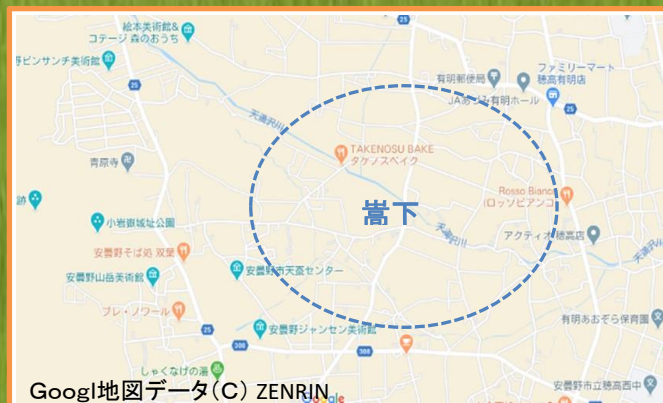 絵本美術館&
コテージ 森のおうち
野ビンサンチ美術館
25
25
有明郵便局
ファミリーマート
穂高有明店
JAあづみ有明ホール
天満沢川
TAKENOSU BAKE
タケノスベイク
青原寺
跡
嵩下
Rosso Bianco
(ロッソビアンコ
小岩嶽城址公園
天満沢川
アクティオ 穂高店
安曇野そば処 双葉
安曇野市天蚕センター
安曇野山岳美術館
ブレ・ノワール
25
安曇野ジャンセン美術館
有明あおぞら保育園
308
308
しゃくなげの湯
安曇野市立穂高西中
Googl地図データ(C) ZENRIN
Google